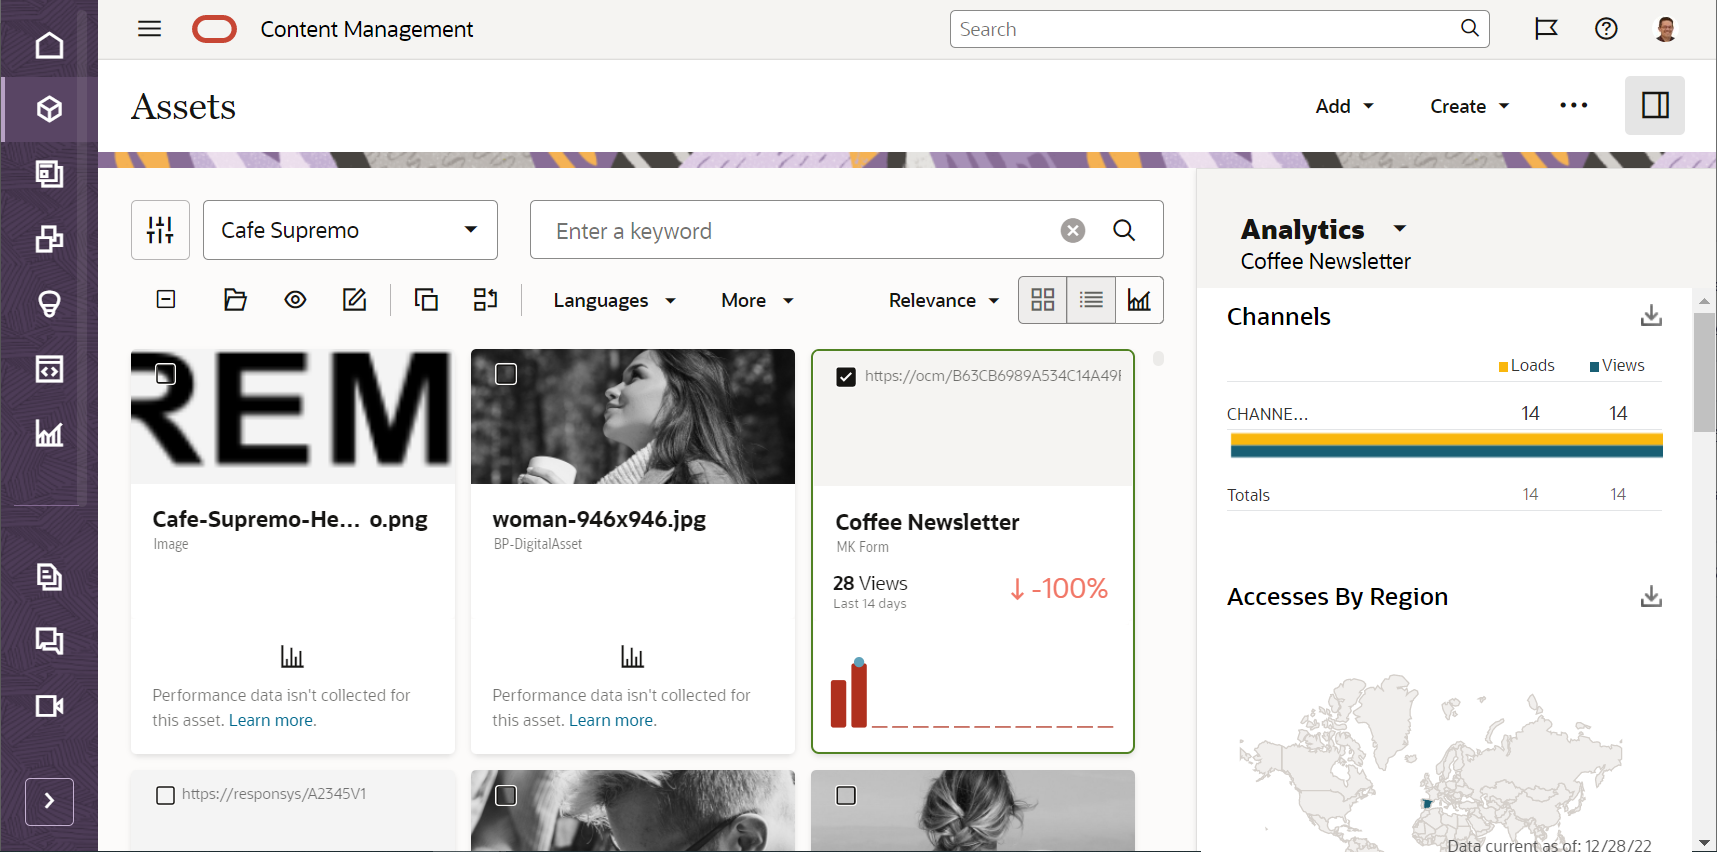 Content Management
Search
Assets
Add
Create
Cafe Supremo
Enter a keyword
Languages
More
Relevance
REM
Cafe-Supremo-He... o.png
Image
Performance data isn't collected for
this asset. Learn more.
woman-946x946.jpg
BP-DigitalAsset
Performance data isn't collected for
this asset. Learn more.
https://ocm/B63CB6989A534C14A49
Coffee Newsletter
MK Form
28 Views
Last 14 days
↓ -100%
https://responsys/A2345V1
Analytics
Coffee Newsletter
Channels
Loads Views
CHANNE... 14 14
Totals 14 14
Accesses By Region
Data current as of: 12/28/22